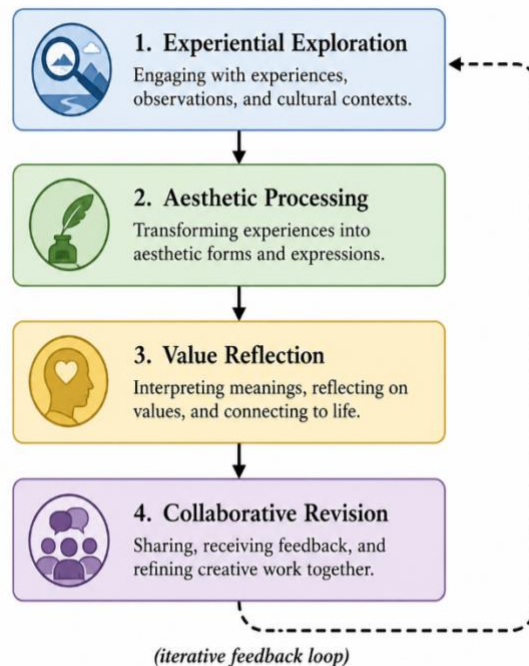 1. Experiential Exploration
Engaging with experiences,
observations, and cultural contexts.
2. Aesthetic Processing
Transforming experiences into
aesthetic forms and expressions.
3. Value Reflection
Interpreting meanings, reflecting on
values, and connecting to life.
4. Collaborative Revision
Sharing, receiving feedback, and
refining creative work together.
(iterative feedback loop)